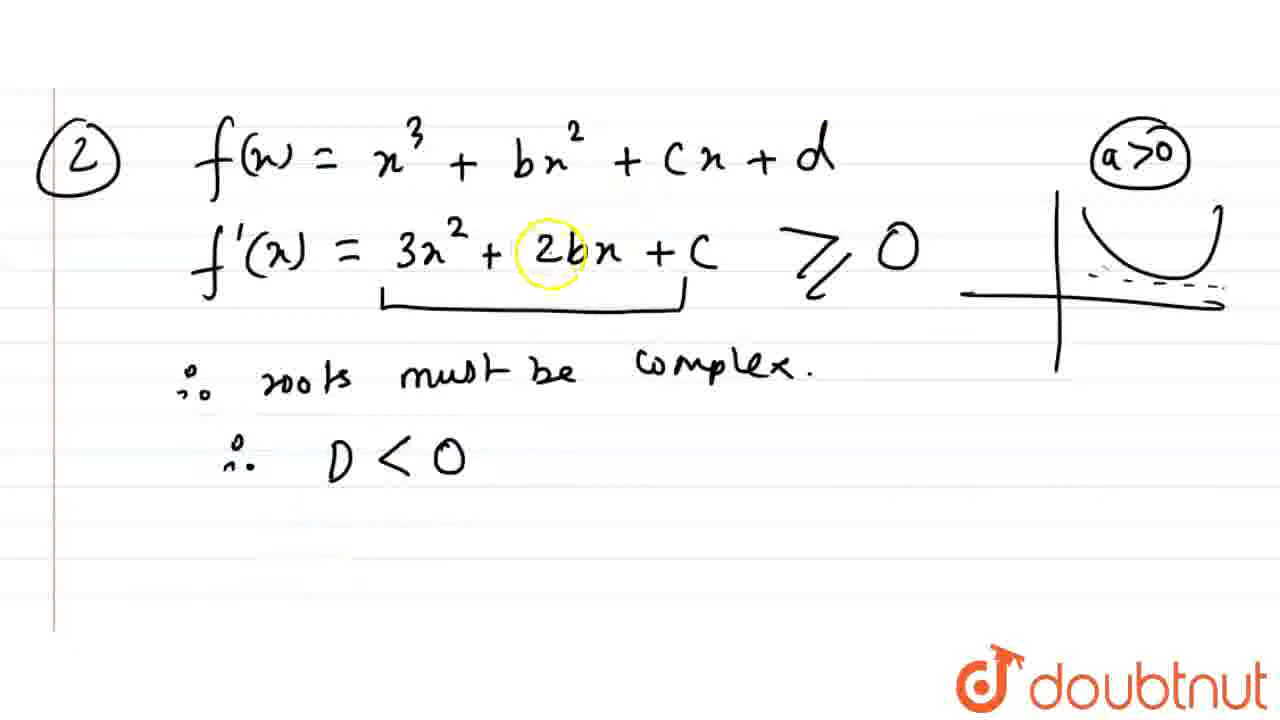 2 f(x) = x³ + bx² + cx + d
a>0
f'(x) = 3x² + 2bx + c ≥ 0
∴ roots must be complex.
∴ D < 0
doubtnut